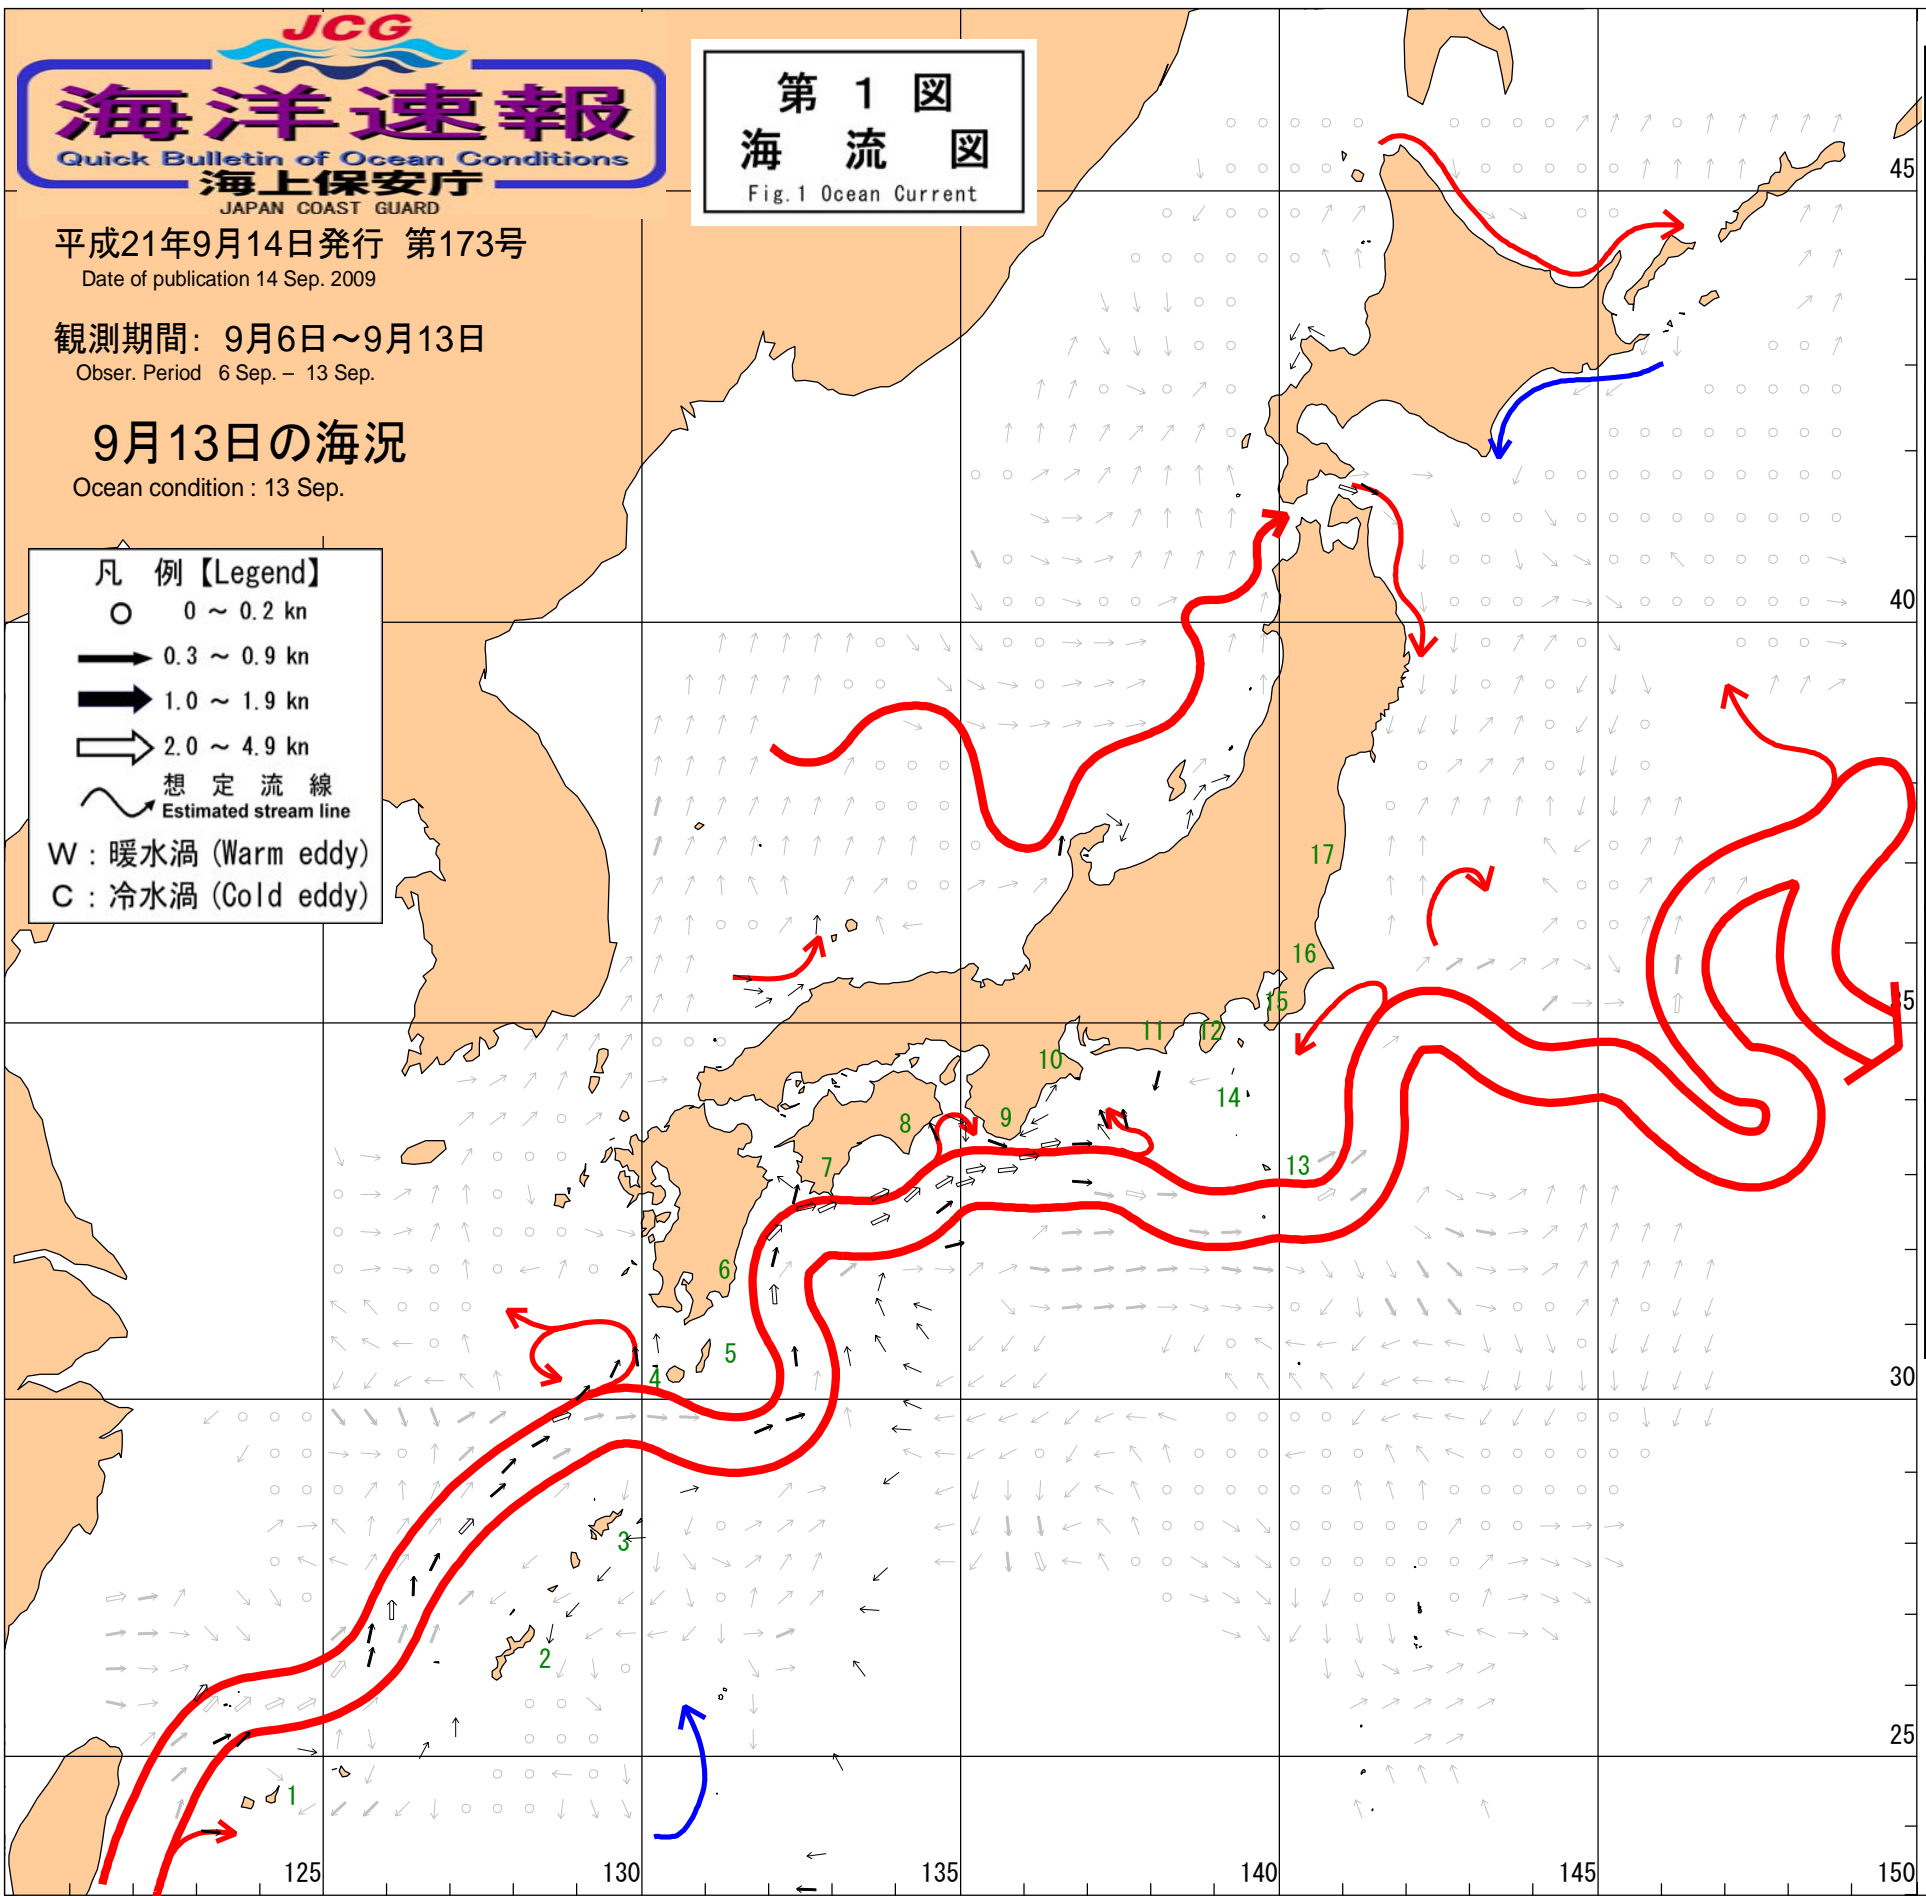 JCG
海洋速報
Quick Bulletin of Ocean Conditions
海上保安庁
JAPAN COAST GUARD
平成21年9月14日発行 第173号
Date of publication 14 Sep. 2009
観測期間: 9月6日～9月13日
Obser. Period 6 Sep. – 13 Sep.
9月13日の海況
Ocean condition : 13 Sep.
第 1 図
海 流 図
Fig.1 Ocean Current
凡 例【Legend】
0 ～ 0.2 kn
0.3 ～ 0.9 kn
1.0 ～ 1.9 kn
2.0 ～ 4.9 kn
想 定 流 線
Estimated stream line
W : 暖水渦 (Warm eddy)
C : 冷水渦 (Cold eddy)
45
40
17
16
15
35
11
12
10
14
9
8
13
7
6
5
4
30
3
2
25
1
125
130
135
140
145
150